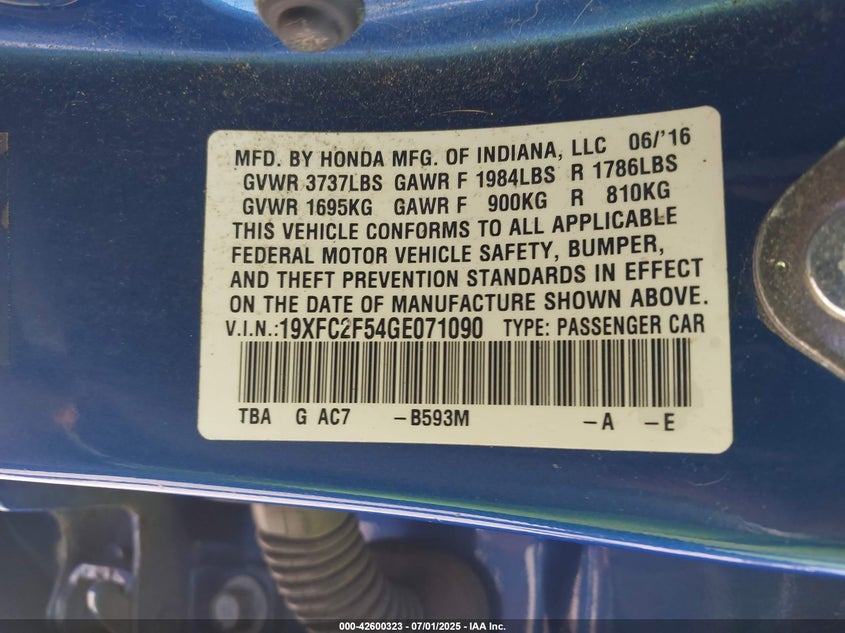 MFD. BY HONDA MFG. OF INDIANA, LLC 06/'16
GVWR 3737LBS GAWR F 1984LBS R 1786LBS
GVWR 1695KG GAWR F 900KG R 810KG
THIS VEHICLE CONFORMS TO ALL APPLICABLE
FEDERAL MOTOR VEHICLE SAFETY, BUMPER,
AND THEFT PREVENTION STANDARDS IN EFFECT
ON THE DATE OF MANUFACTURE SHOWN ABOVE.
V.I.N.:19XFC2F54GE071090 TYPE: PASSENGER CAR
TBA G AC7 –B593M –A –E
000-42600323 – 07/01/2025 – IAA Inc.